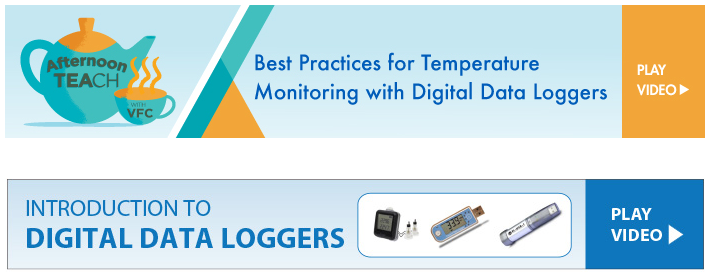 Afternoon
TEACH
WITH
VFC
Best Practices for Temperature
Monitoring with Digital Data Loggers
PLAY
VIDEO
INTRODUCTION TO
DIGITAL DATA LOGGERS
PLAY
VIDEO